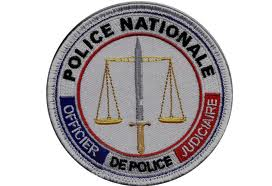 POLICE NATIONALE
OFFICIER DE POLICE JUDICIAIRE